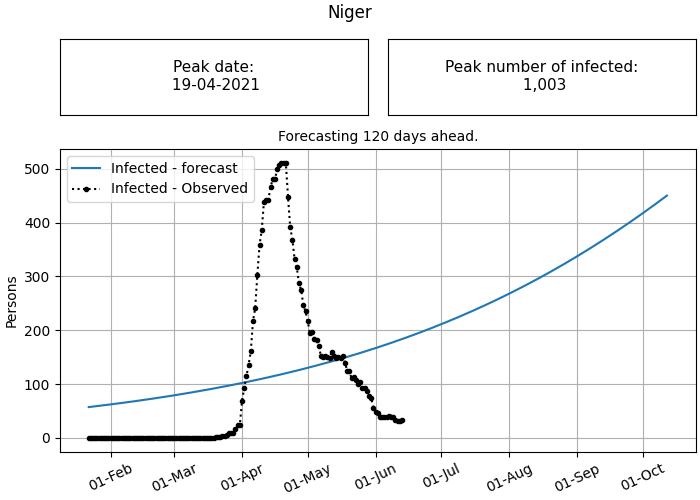 Niger
Peak date:
19-04-2021
Peak number of infected:
1,003
Forecasting 120 days ahead.
Infected - forecast
Infected - Observed
Persons
500
400
300
200
100
0
01-Feb
01-Mar
01-Apr
01-May
01-Jun
01-Jul
01-Aug
01-Sep
01-Oct